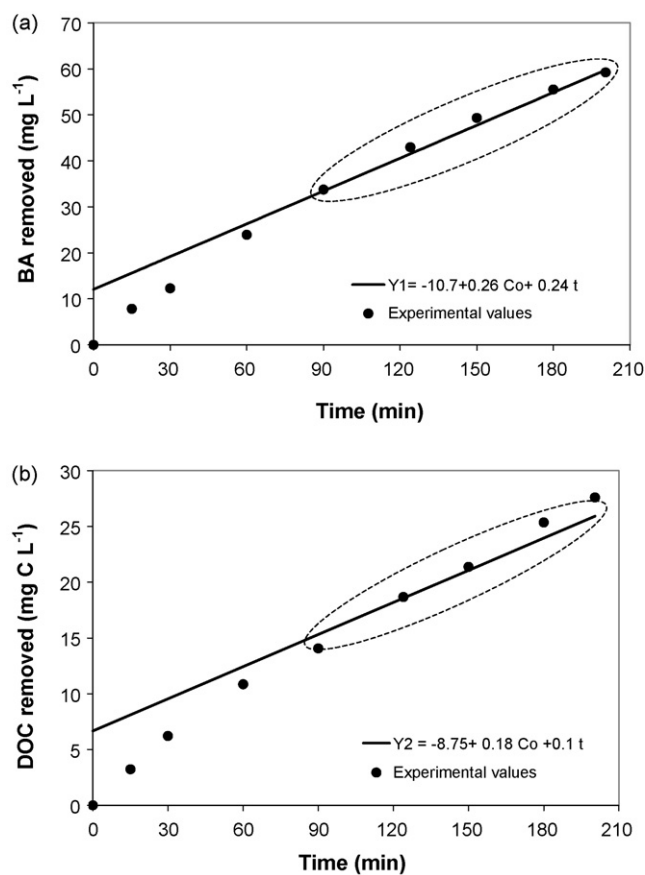 (a)
70
60
50
40
30
20
10
0
BA removed (mg L⁻¹)
Y1= -10.7+0.26 Co+ 0.24 t
Experimental values
0 30 60 90 120 150 180 210
Time (min)
(b)
30
25
20
15
10
5
0
DOC removed (mg C L⁻¹)
Y2 = -8.75+ 0.18 Co +0.1 t
Experimental values
0 30 60 90 120 150 180 210
Time (min)